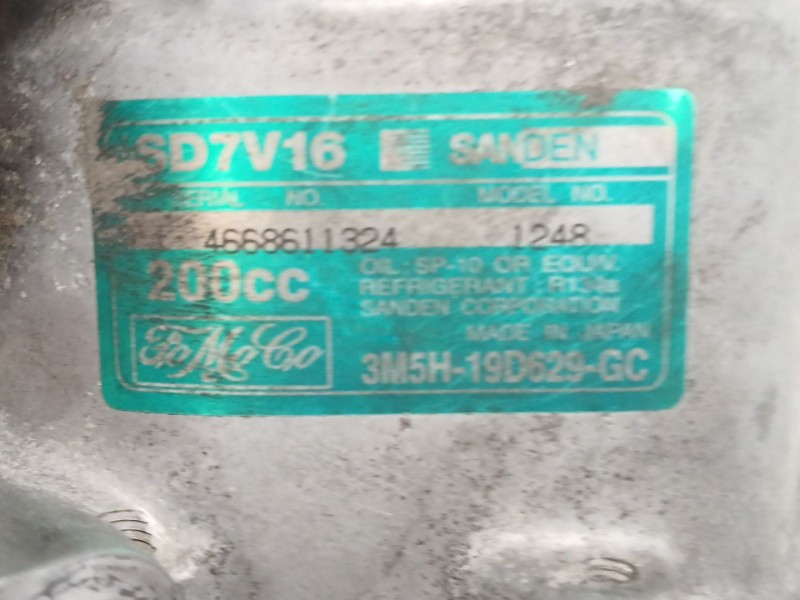 SD7V16 SANDEN
SERIAL NO. MODEL NO.
4668611324 1248
200cc OIL: SP-10 OR EQUIV.
REFRIGERANT: R134a
SANDEN CORPORATION
MADE IN JAPAN
FoMoCo 3M5H-19D629-GC